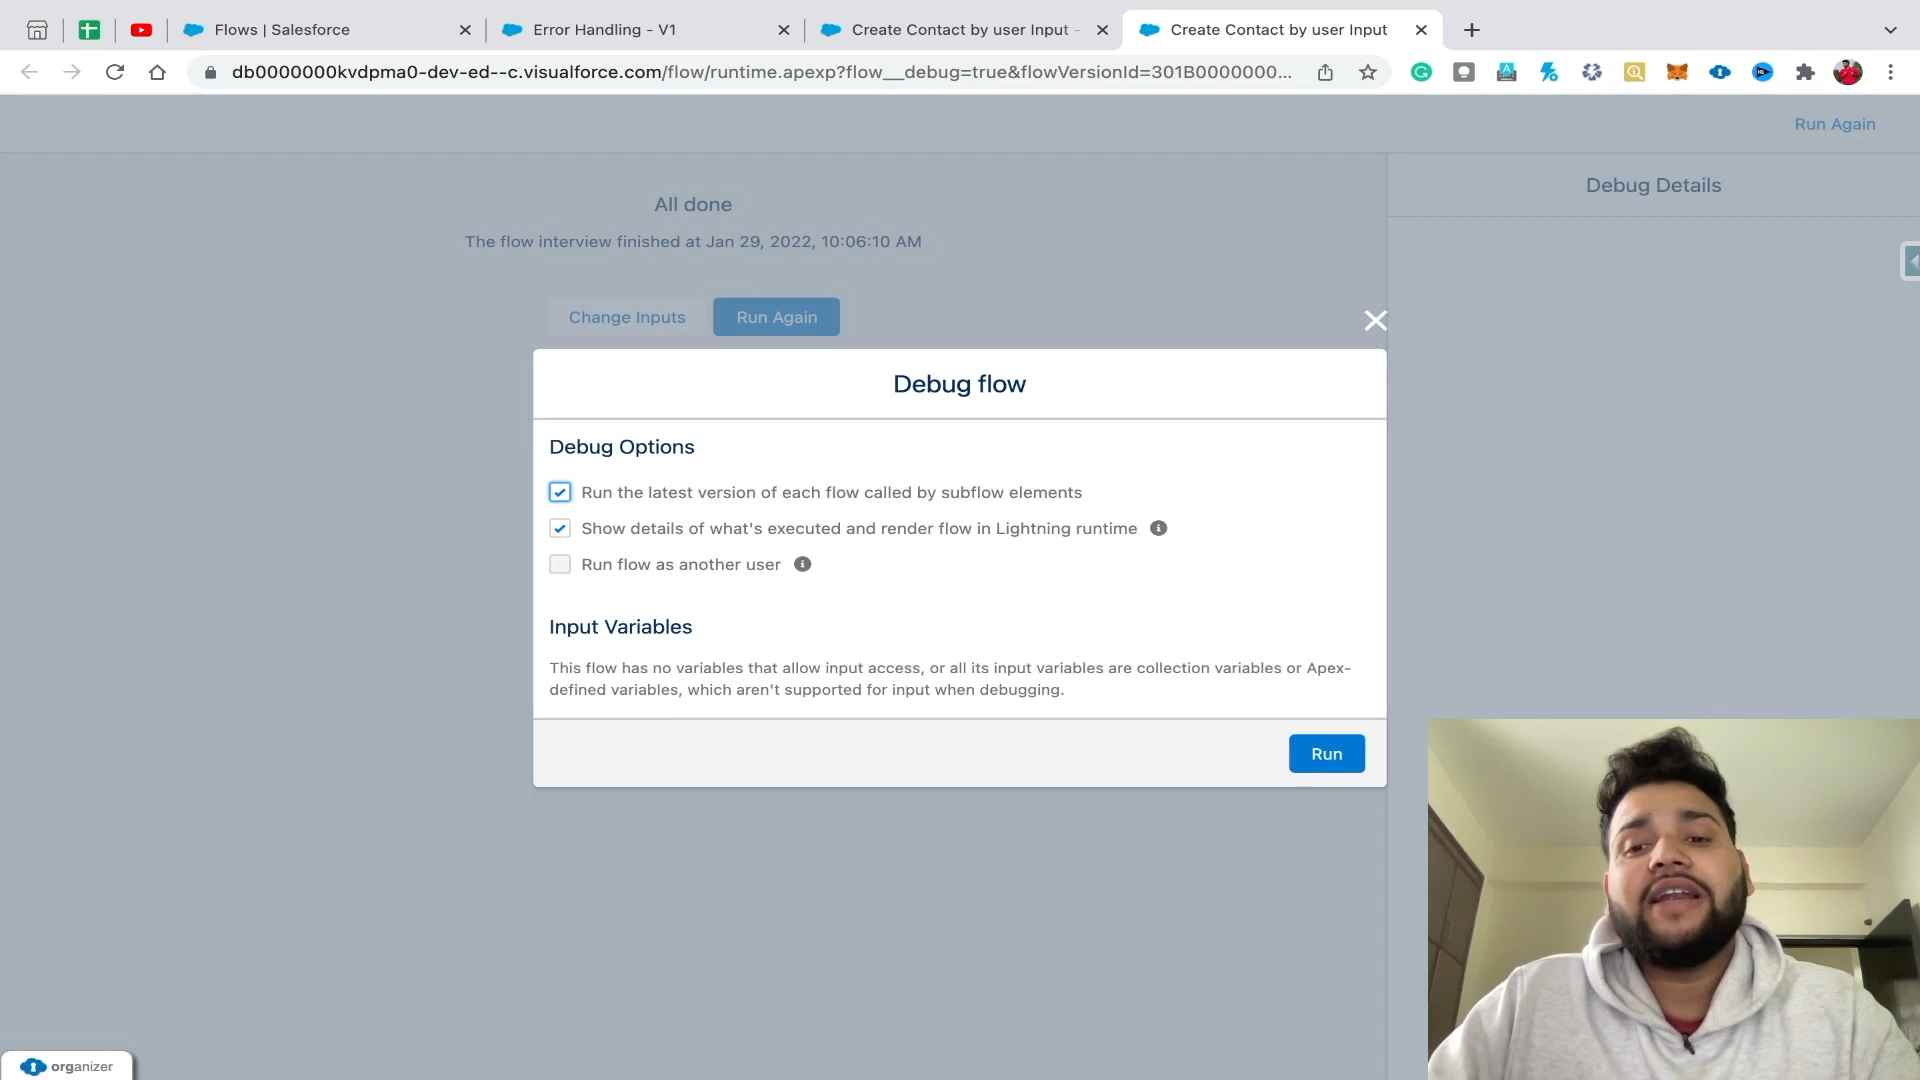 Flows | Salesforce
Error Handling - V1
Create Contact by user Input -
Create Contact by user Input
db0000000kvdpma0-dev-ed--c.visualforce.com/flow/runtime.apexp?flow__debug=true&flowVersionId=301B0000000...
Run Again
Debug Details
All done
The flow interview finished at Jan 29, 2022, 10:06:10 AM
Change Inputs
Run Again
Debug flow
Debug Options
Run the latest version of each flow called by subflow elements
Show details of what's executed and render flow in Lightning runtime
Run flow as another user
Input Variables
This flow has no variables that allow input access, or all its input variables are collection variables or Apex-
defined variables, which aren't supported for input when debugging.
Run
organizer